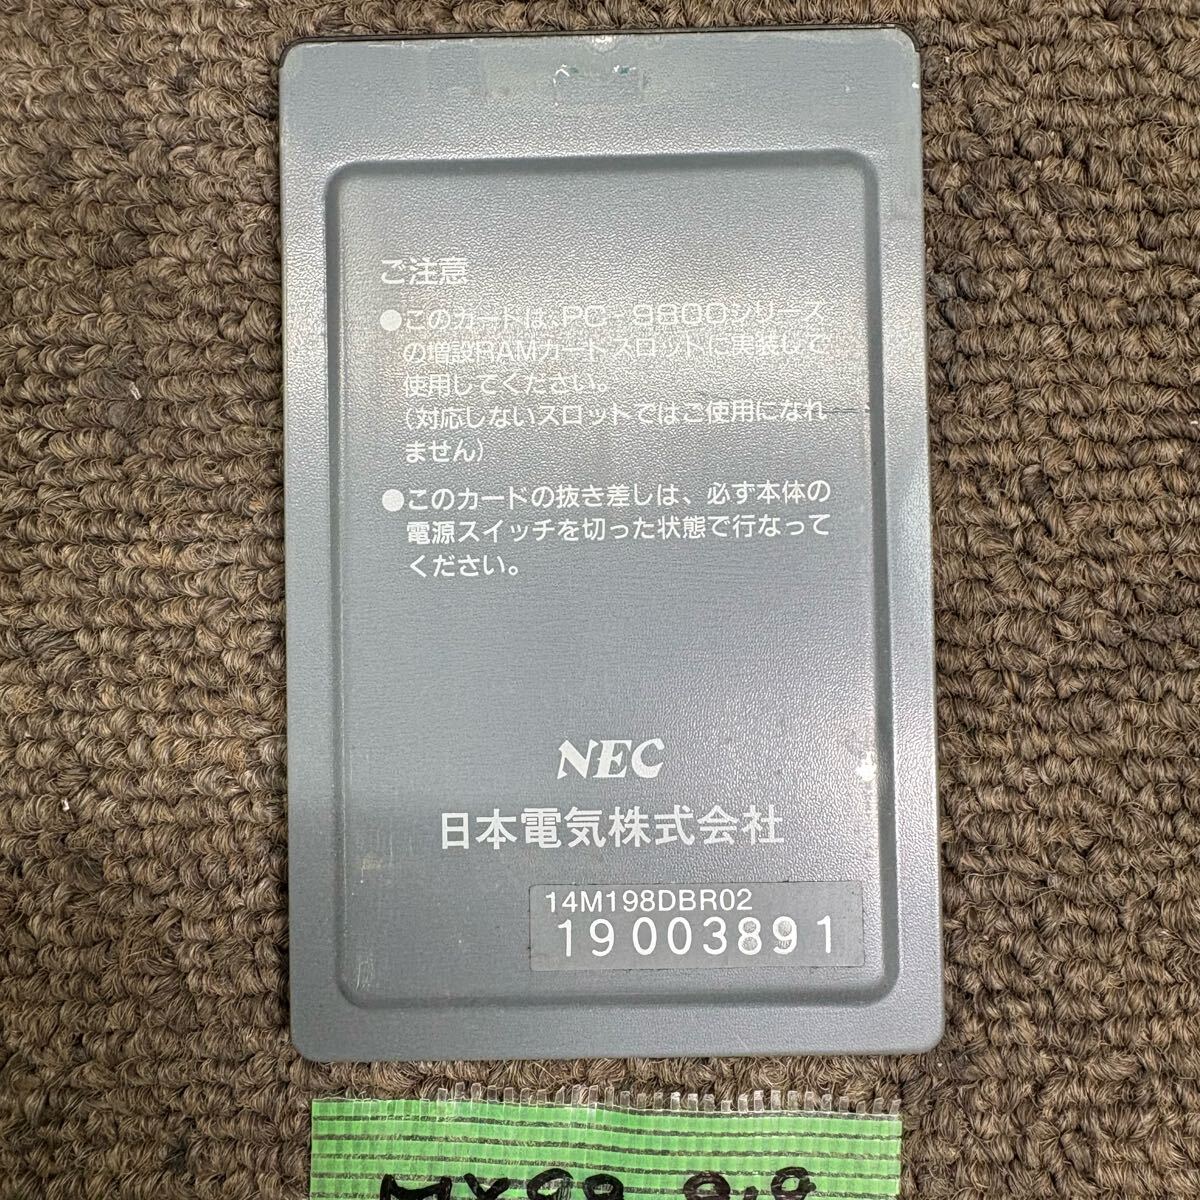 ご注意
●このカードは、PC-9800シリーズ
の増設RAMカードスロットに実装して
使用してください。
(対応しないスロットではご使用になれ
ません)
●このカードの抜き差しは、必ず本体の
電源スイッチを切った状態で行なって
ください。
NEC
日本電気株式会社
14M198DBR02
19003891